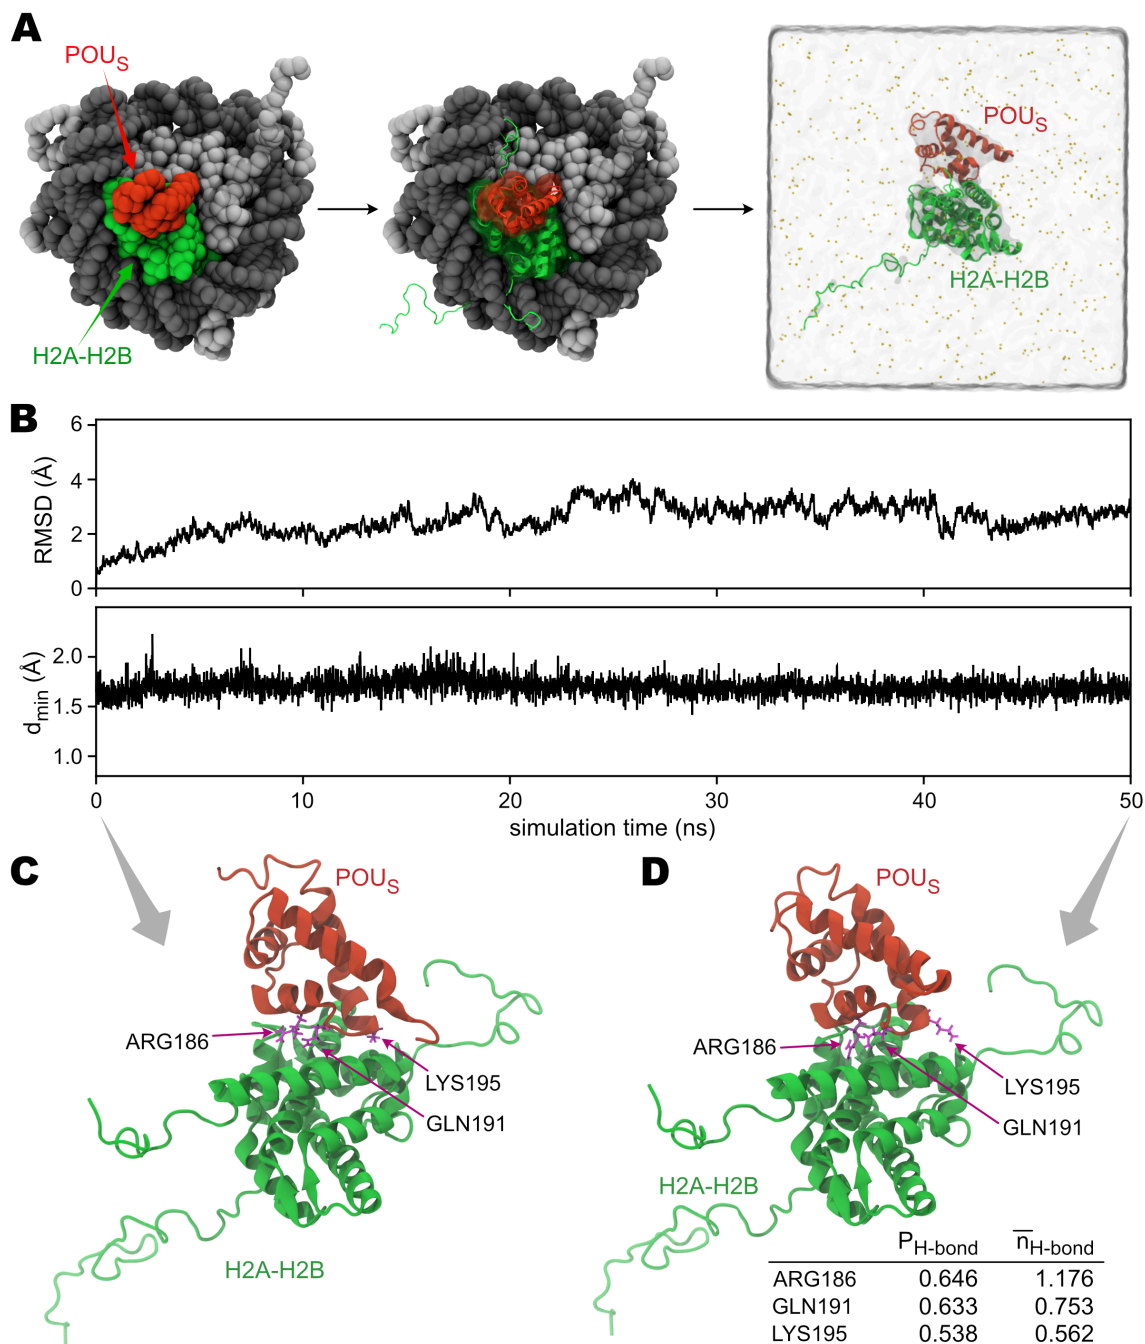 A
POUS
H2A-H2B
POUS
H2A-H2B
B
6
4
2
0
RMSD (Å)
2.0
1.5
1.0
dmin (Å)
0 10 20 30 40 50
simulation time (ns)
C
POUS
ARG186
LYS195
GLN191
H2A-H2B
D
POUS
ARG186
LYS195
GLN191
H2A-H2B
PH-bond n̅H-bond
ARG186 0.646 1.176
GLN191 0.633 0.753
LYS195 0.538 0.562